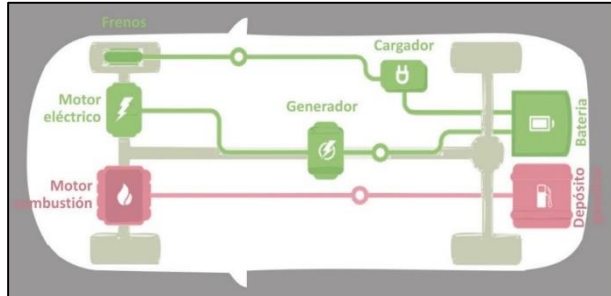 Frenos
Cargador
Motor
eléctrico
Generador
Batería
Motor
combustión
Depósito